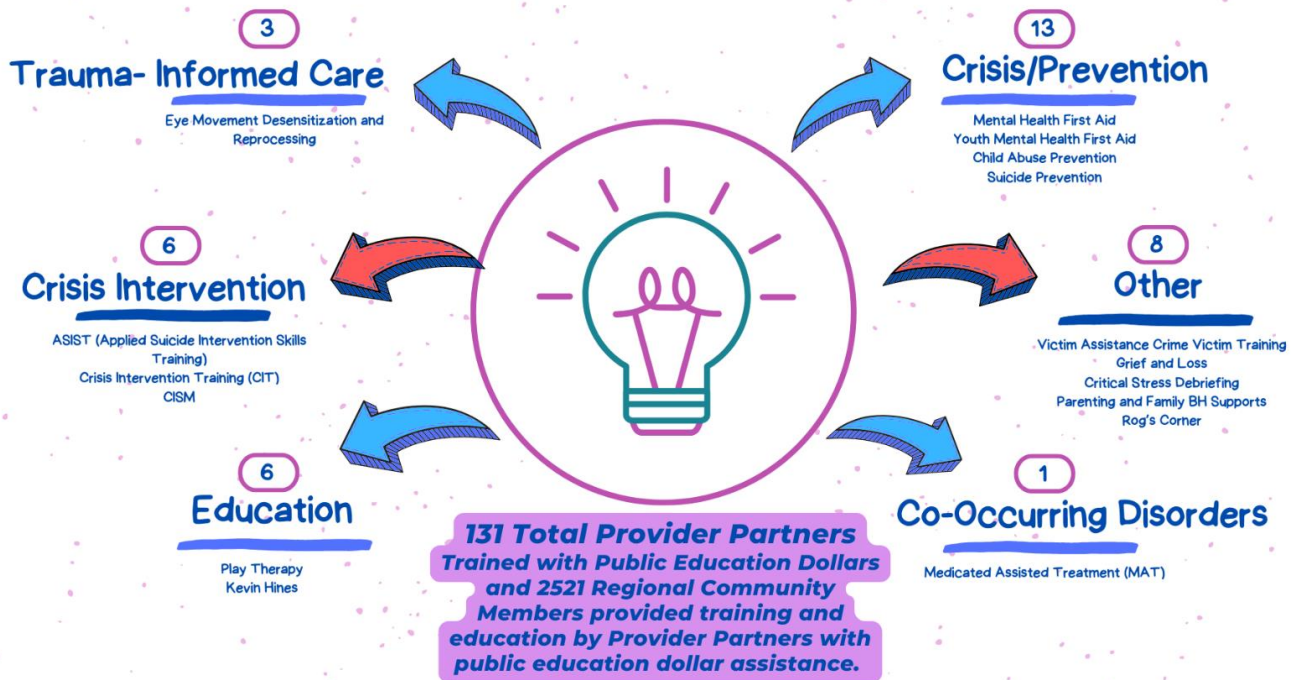 3
Trauma- Informed Care
Eye Movement Desensitization and
Reprocessing
6
Crisis Intervention
ASIST (Applied Suicide Intervention Skills
Training)
Crisis Intervention Training (CIT)
CISM
6
Education
Play Therapy
Kevin Hines
13
Crisis/Prevention
Mental Health First Aid
Youth Mental Health First Aid
Child Abuse Prevention
Suicide Prevention
8
Other
Victim Assistance Crime Victim Training
Grief and Loss
Critical Stress Debriefing
Parenting and Family BH Supports
Rog's Corner
1
Co-Occurring Disorders
Medicated Assisted Treatment (MAT)
131 Total Provider Partners
Trained with Public Education Dollars
and 2521 Regional Community
Members provided training and
education by Provider Partners with
public education dollar assistance.